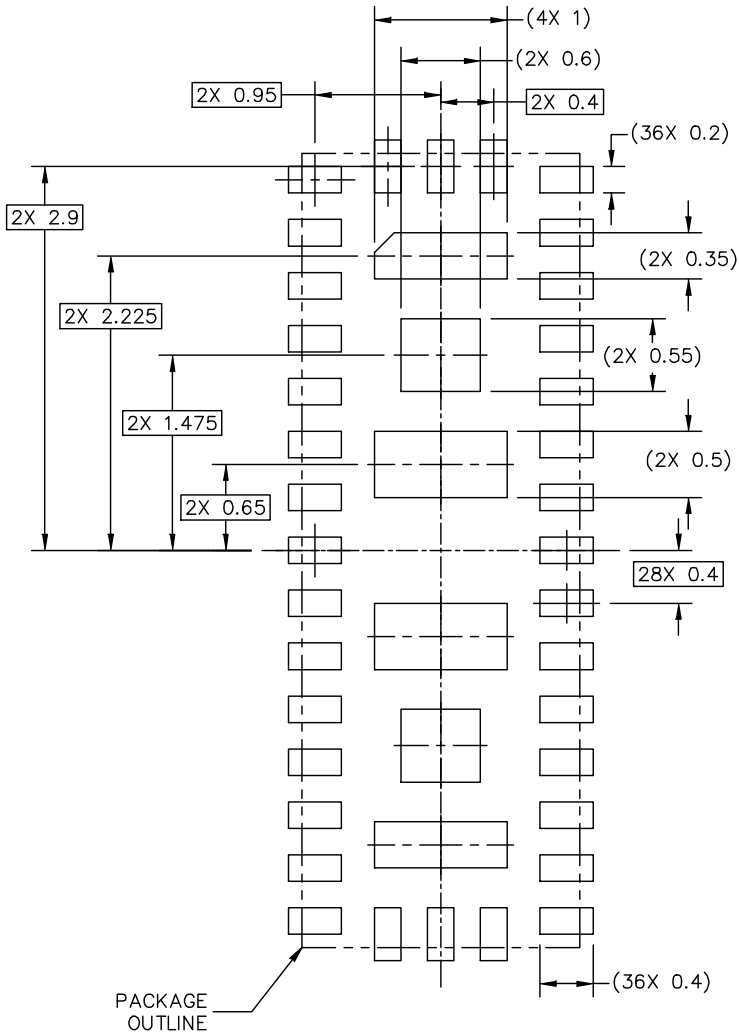 (4X 1)
(2X 0.6)
2X 0.95
2X 0.4
(36X 0.2)
2X 2.9
(2X 0.35)
2X 2.225
(2X 0.55)
2X 1.475
(2X 0.5)
2X 0.65
28X 0.4
(36X 0.4)
PACKAGE
OUTLINE